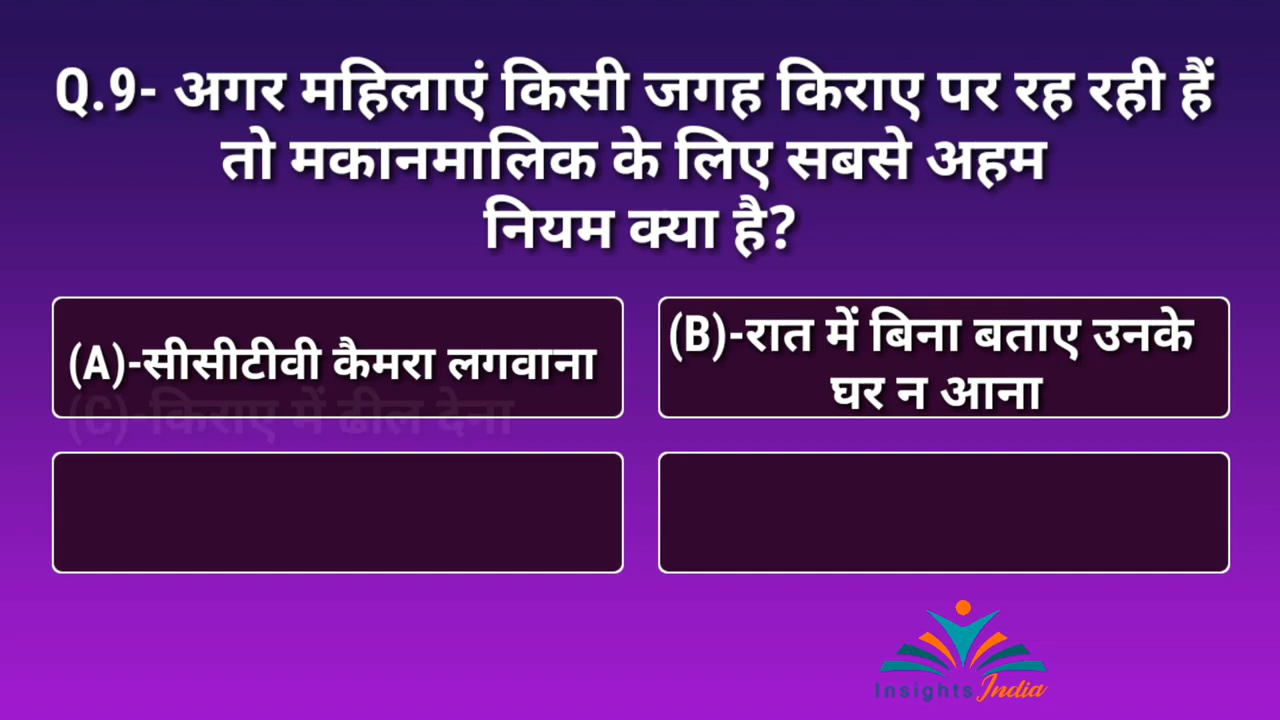 Q.9- अगर महिलाएं किसी जगह किराए पर रह रही हैं
तो मकानमालिक के लिए सबसे अहम
नियम क्या है?
(A)-सीसीटीवी कैमरा लगवाना
(B)-रात में बिना बताए उनके
घर न आना
(C)-किराए में ढील देना
Insights India